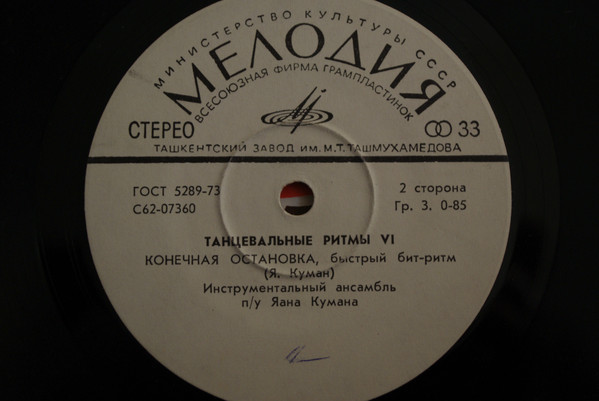 МИНИСТЕРСТВО КУЛЬТУРЫ СССР
МЕЛОДИЯ
ВСЕСОЮЗНАЯ ФИРМА ГРАМПЛАСТИНОК
СТЕРЕО
33
ТАШКЕНТСКИЙ ЗАВОД ИМ. М.Т. ТАШМУХАМЕДОВА
ГОСТ 5289-73
2 сторона
С62-07360
Гр. 3. 0-85
ТАНЦЕВАЛЬНЫЕ РИТМЫ VI
КОНЕЧНАЯ ОСТАНОВКА, быстрый бит-ритм
(Я. Куман)
Инструментальный ансамбль
п/у Яана Кумана